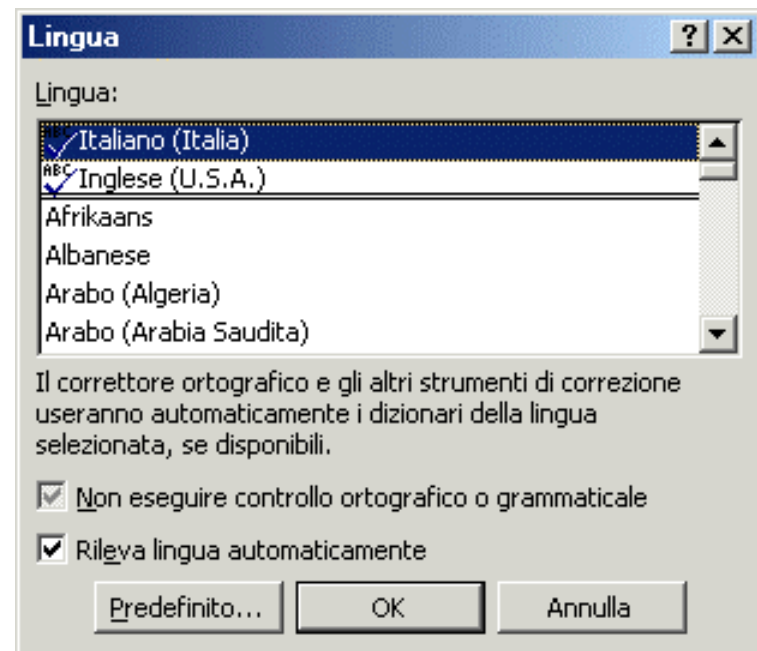 Lingua
Lingua:
ABC Italiano (Italia)
ABC Inglese (U.S.A.)
Afrikaans
Albanese
Arabo (Algeria)
Arabo (Arabia Saudita)
Il correttore ortografico e gli altri strumenti di correzione
useranno automaticamente i dizionari della lingua
selezionata, se disponibili.
Non eseguire controllo ortografico o grammaticale
Rileva lingua automaticamente
Predefinito... OK Annulla